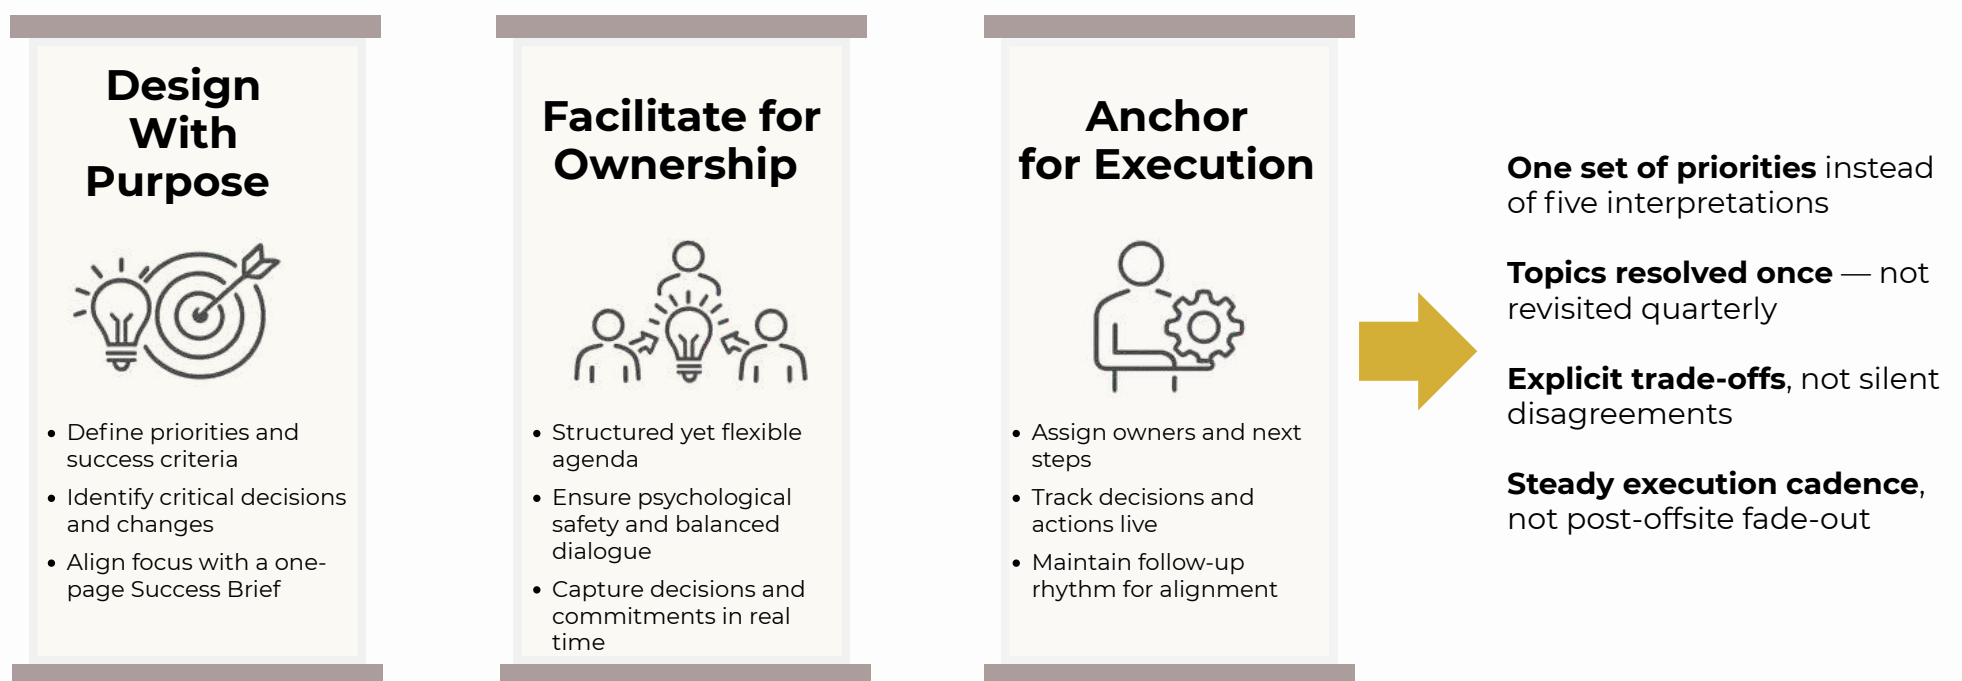 Design
With
Purpose
• Define priorities and
success criteria
• Identify critical decisions
and changes
• Align focus with a one-
page Success Brief
Facilitate for
Ownership
• Structured yet flexible
agenda
• Ensure psychological
safety and balanced
dialogue
• Capture decisions and
commitments in real
time
Anchor
for Execution
• Assign owners and next
steps
• Track decisions and
actions live
• Maintain follow-up
rhythm for alignment
One set of priorities instead
of five interpretations
Topics resolved once — not
revisited quarterly
Explicit trade-offs, not silent
disagreements
Steady execution cadence,
not post-offsite fade-out